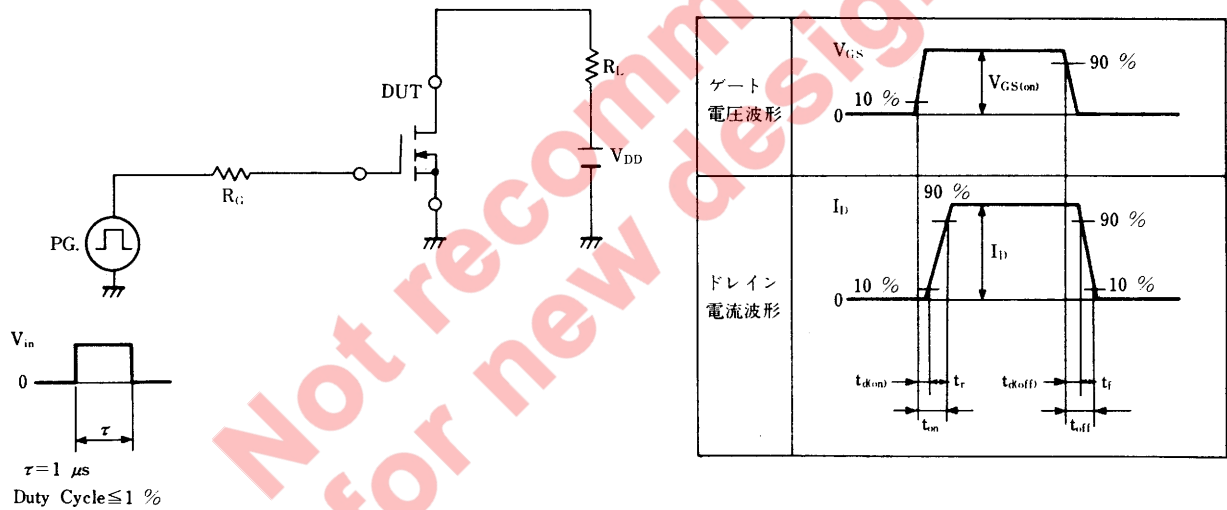 Not recomm
for new design
DUT
R_L
V_DD
R_G
PG.
V_in
0
τ
τ=1 μs
Duty Cycle≦1 %
ゲート
電圧波形
V_GS
10 %
0
V_GS(on)
90 %
ドレイン
電流波形
I_D
90 %
90 %
I_D
10 %
10 %
0
t_d(on)
t_r
t_d(off)
t_f
t_on
t_off